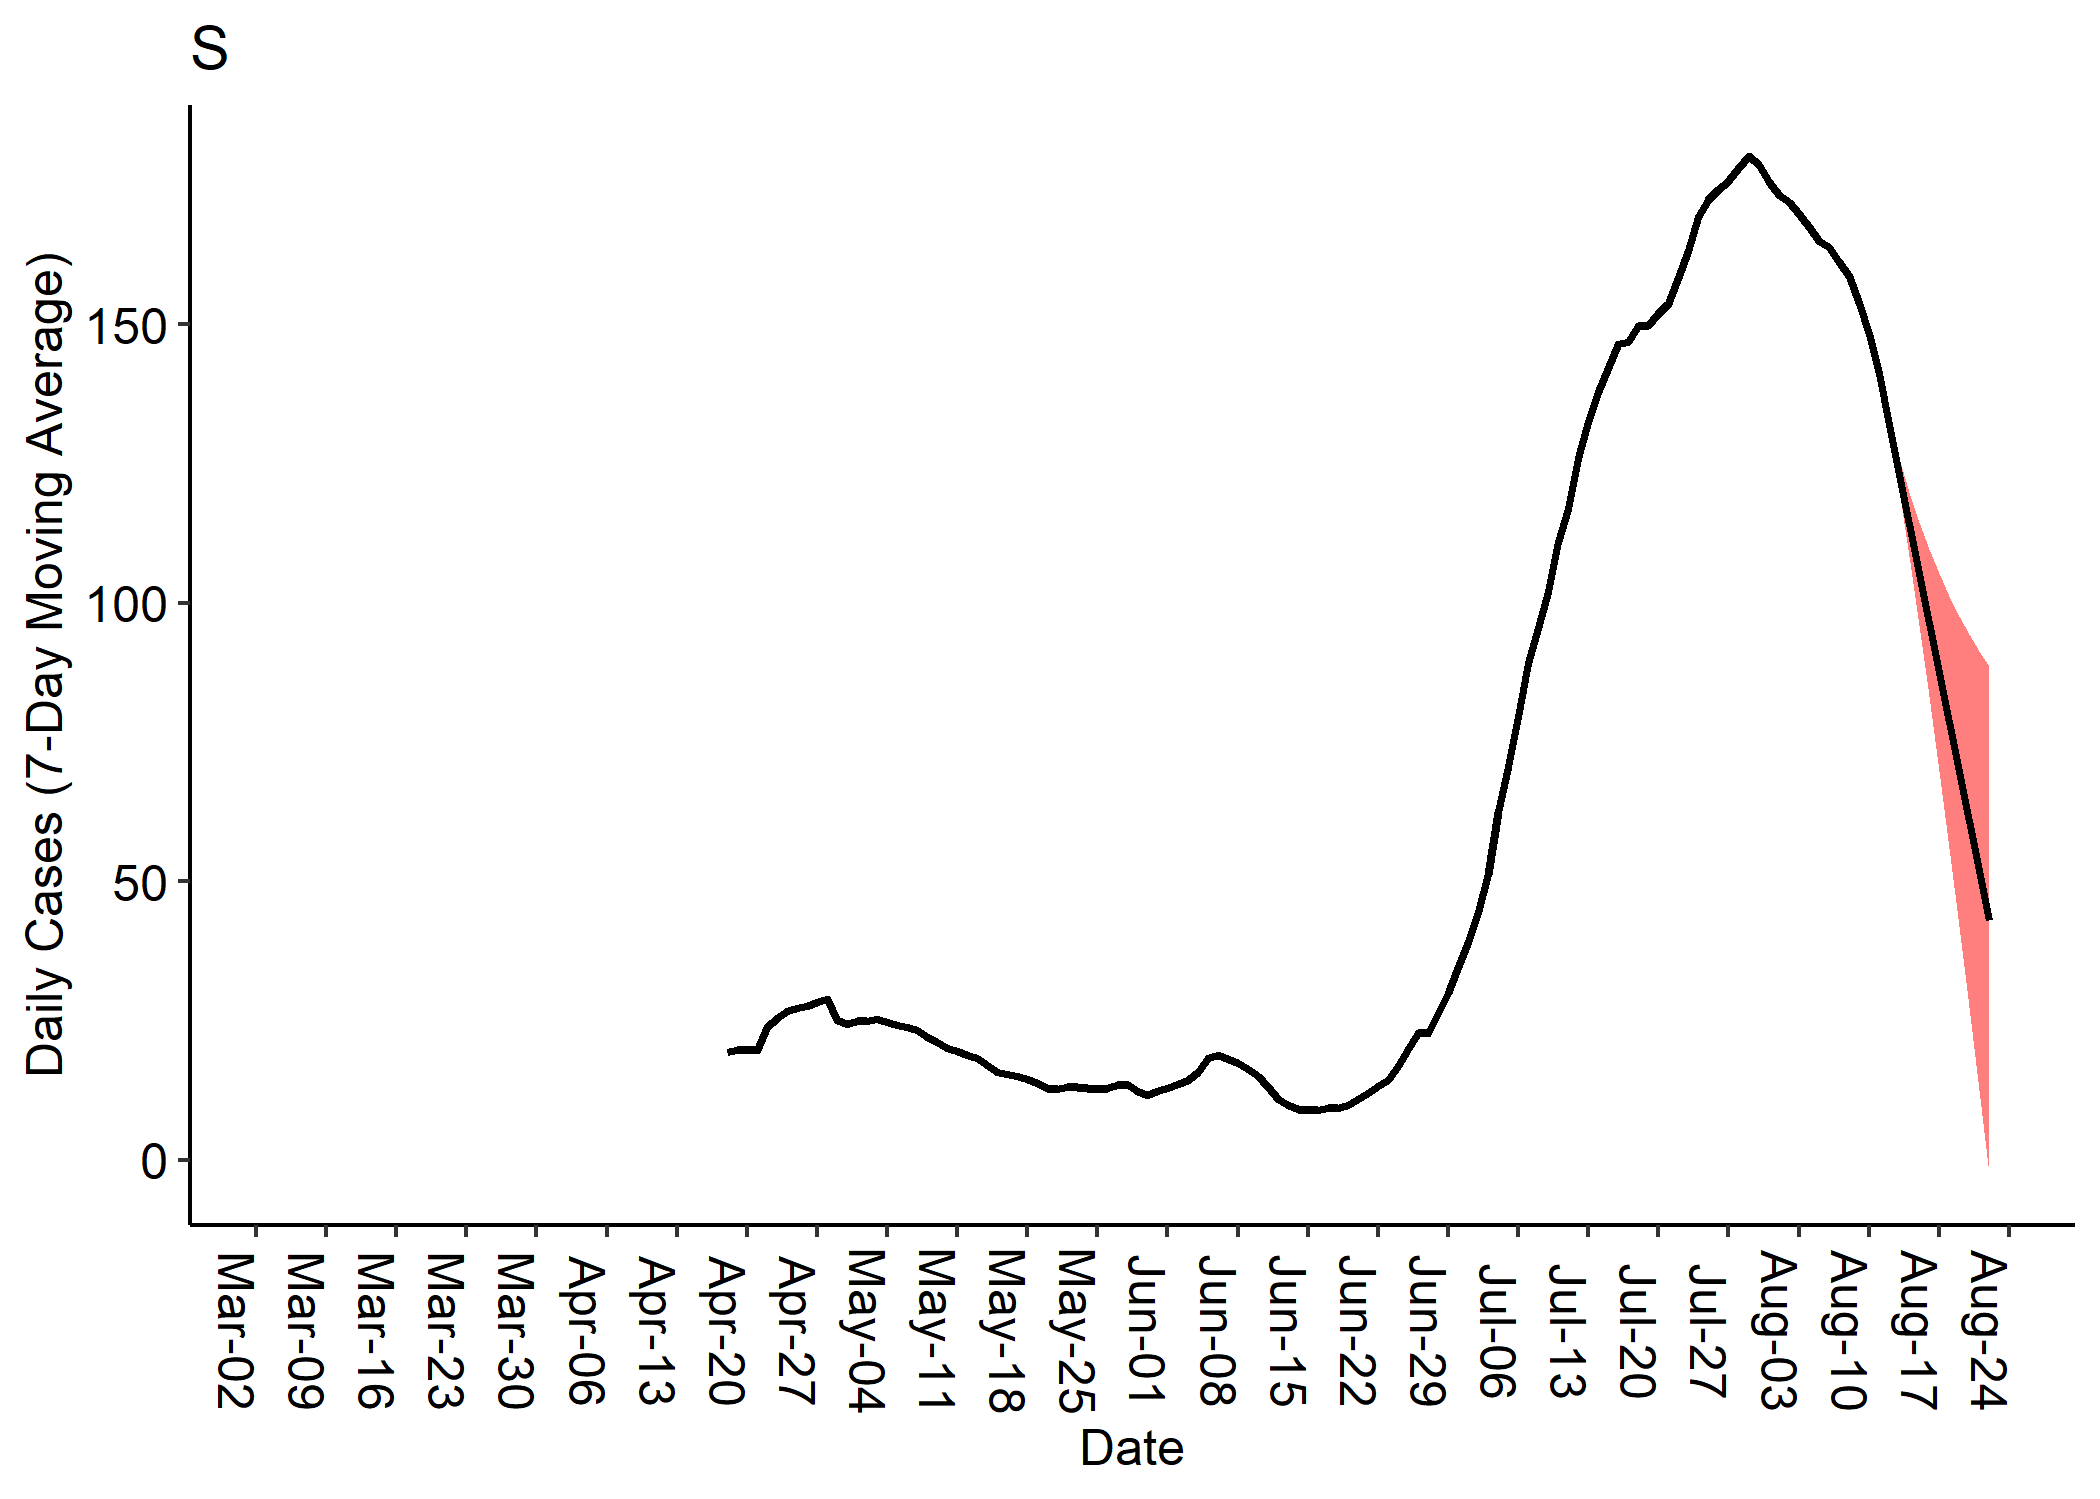 S
Daily Cases (7-Day Moving Average)
150
100
50
0
Mar-02
Mar-09
Mar-16
Mar-23
Mar-30
Apr-06
Apr-13
Apr-20
Apr-27
May-04
May-11
May-18
May-25
Jun-01
Jun-08
Jun-15
Jun-22
Jun-29
Jul-06
Jul-13
Jul-20
Jul-27
Aug-03
Aug-10
Aug-17
Aug-24
Date